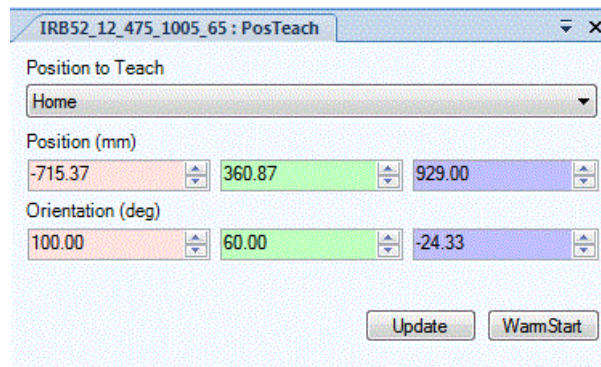 IRB52_12_475_1005_65 : PosTeach
Position to Teach
Home
Position (mm)
-715.37 360.87 929.00
Orientation (deg)
100.00 60.00 -24.33
Update WarmStart